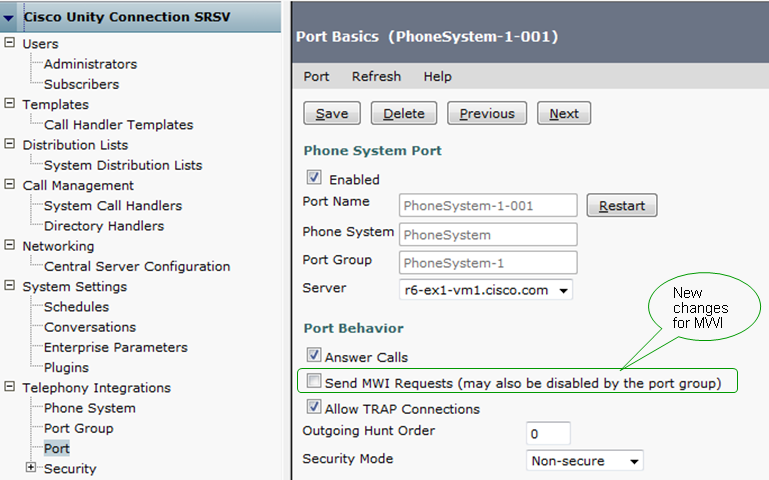 Cisco Unity Connection SRSV
Users
Administrators
Subscribers
Templates
Call Handler Templates
Distribution Lists
System Distribution Lists
Call Management
System Call Handlers
Directory Handlers
Networking
Central Server Configuration
System Settings
Schedules
Conversations
Enterprise Parameters
Plugins
Telephony Integrations
Phone System
Port Group
Port
Security
Port Basics (PhoneSystem-1-001)
Port Refresh Help
Save Delete Previous Next
Phone System Port
Enabled
Port Name PhoneSystem-1-001 Restart
Phone System PhoneSystem
Port Group PhoneSystem-1
Server r6-ex1-vm1.cisco.com
New
changes
for MWI
Port Behavior
Answer Calls
Send MWI Requests (may also be disabled by the port group)
Allow TRAP Connections
Outgoing Hunt Order 0
Security Mode Non-secure